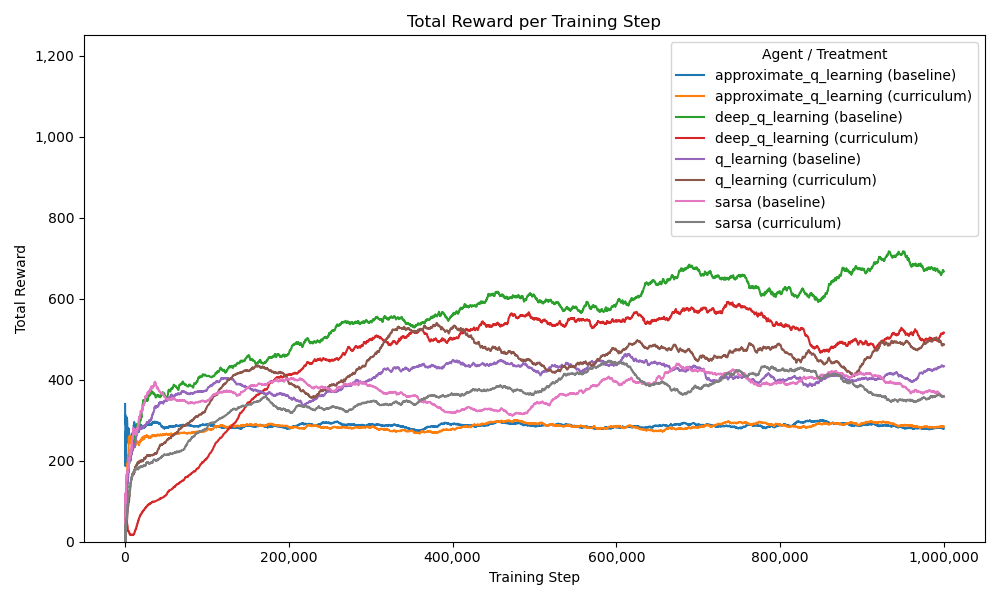 Total Reward per Training Step
1,200
1,000
800
600
400
200
0
Total Reward
Agent / Treatment
approximate_q_learning (baseline)
approximate_q_learning (curriculum)
deep_q_learning (baseline)
deep_q_learning (curriculum)
q_learning (baseline)
q_learning (curriculum)
sarsa (baseline)
sarsa (curriculum)
0 200,000 400,000 600,000 800,000 1,000,000
Training Step